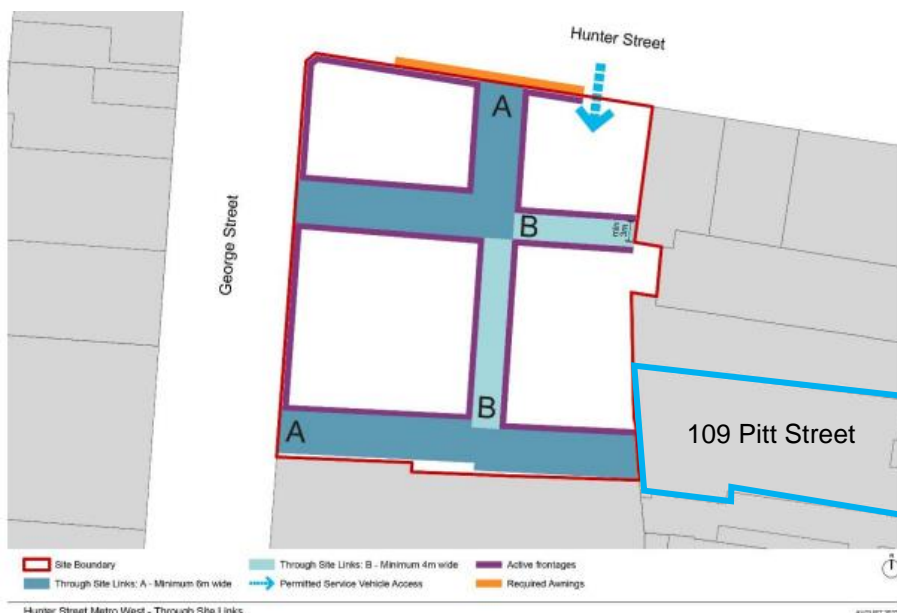 Hunter Street
A
George Street
B
min
3m
B
A
109 Pitt Street
Site Boundary
Through Site Links: B - Minimum 4m wide
Active frontages
Through Site Links: A - Minimum 6m wide
Permitted Service Vehicle Access
Required Awnings
Hunter Street Metro West - Through Site Links